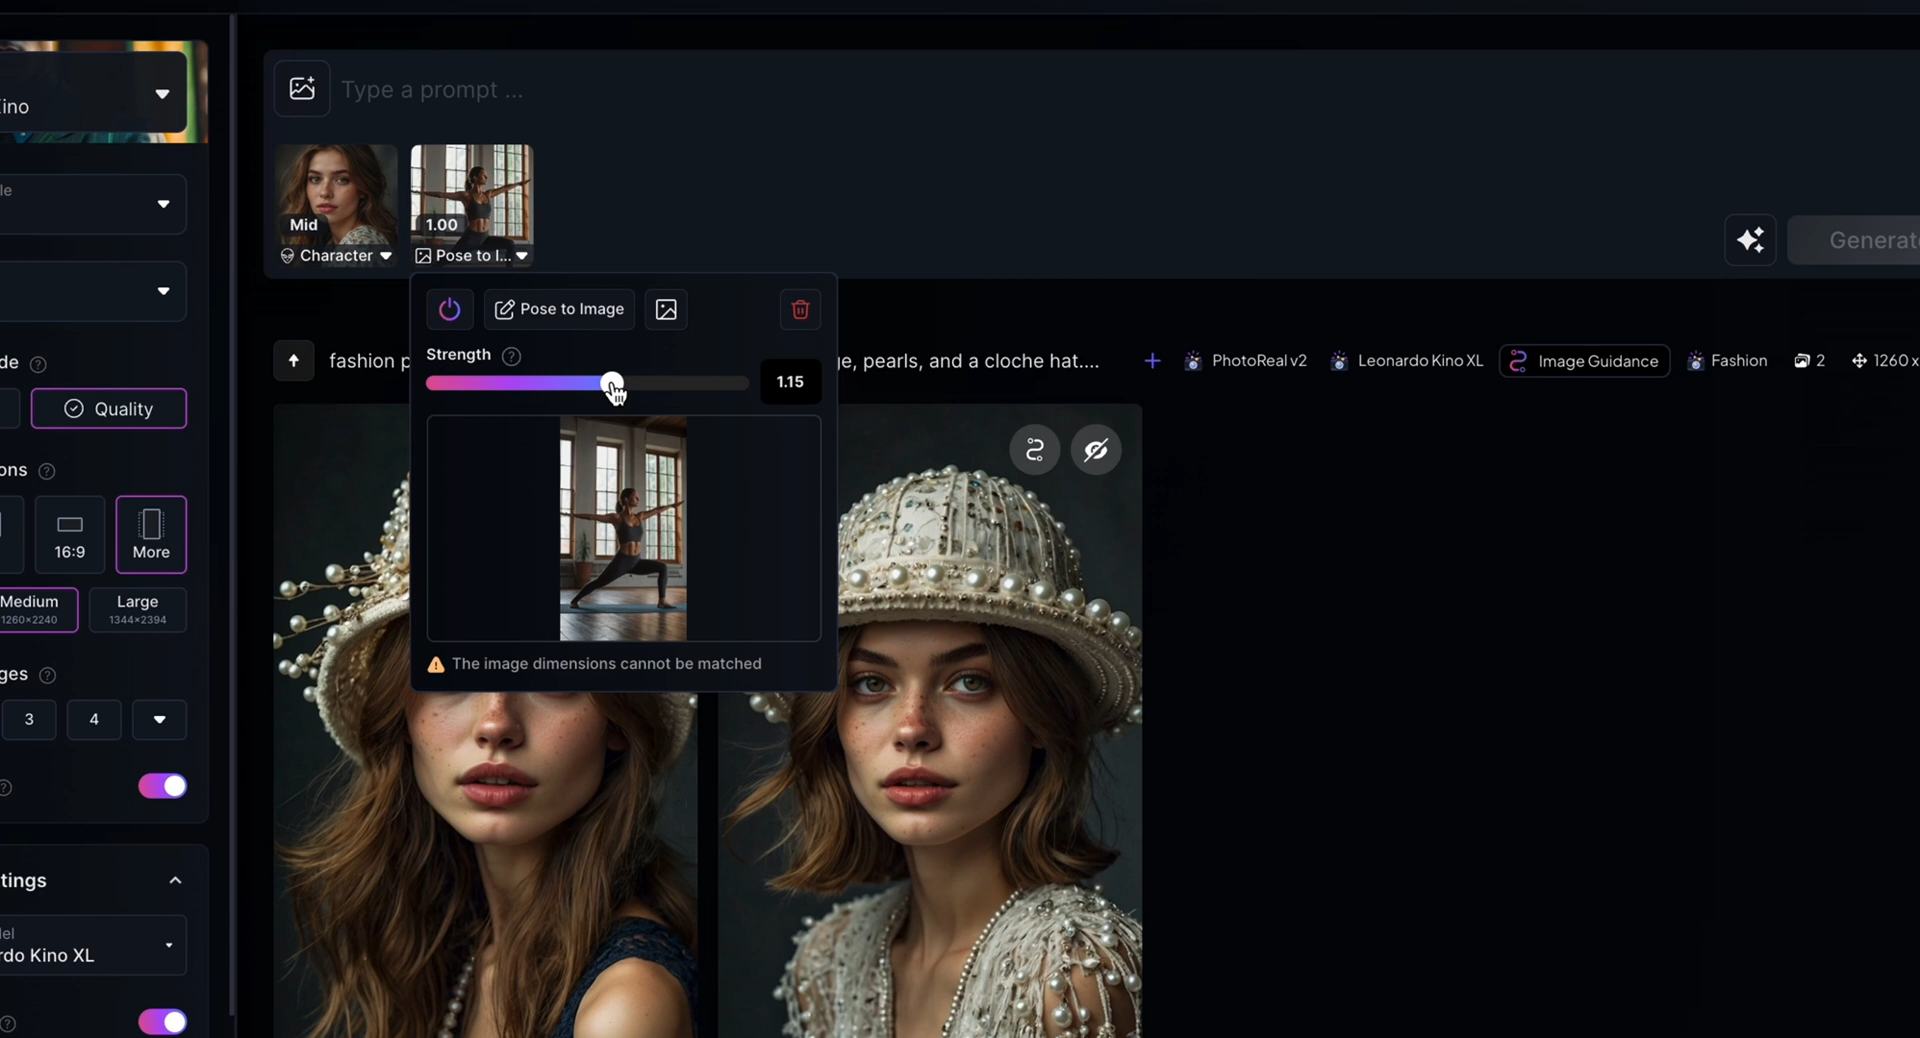 ino
Type a prompt ...
le
Mid
1.00
Character
Pose to I...
Generat
Pose to Image
de
Strength
fashion p
e, pearls, and a cloche hat....
PhotoReal v2
Leonardo Kino XL
Image Guidance
Fashion
2
1260 x
1.15
Quality
ons
16:9
More
Medium
1260×2240
Large
1344×2394
The image dimensions cannot be matched
ges
3
4
tings
el
rdo Kino XL